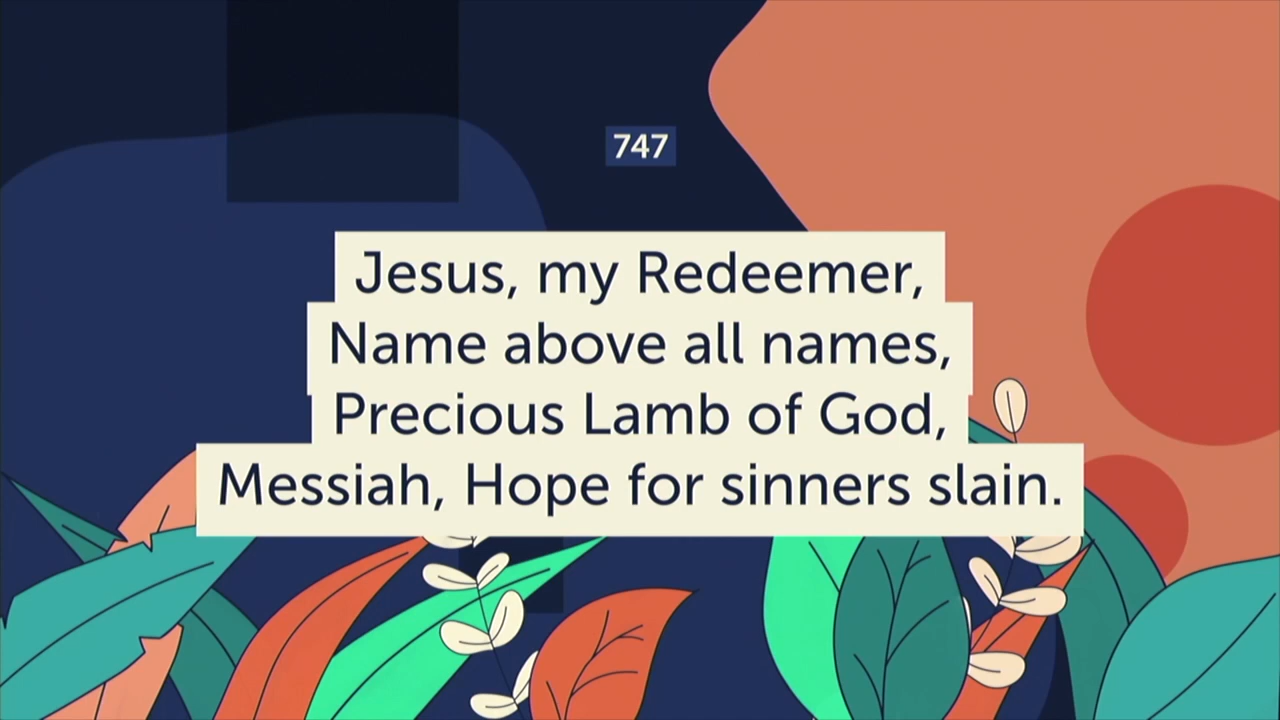 747
Jesus, my Redeemer,
Name above all names,
Precious Lamb of God,
Messiah, Hope for sinners slain.